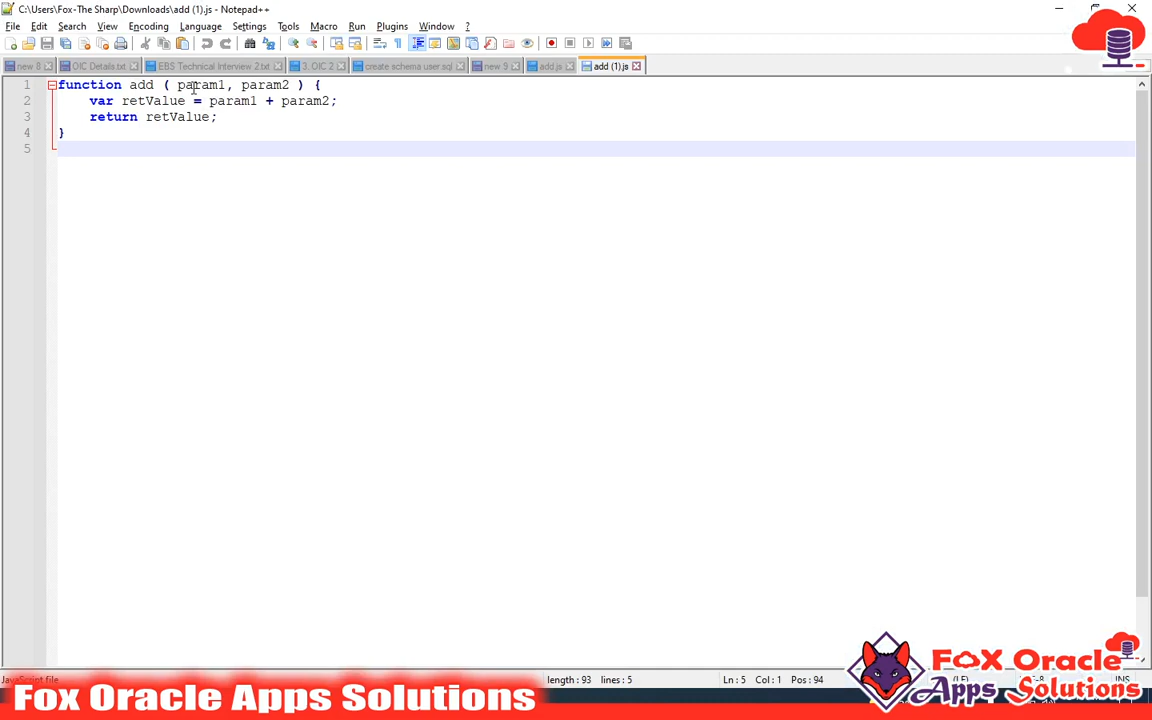 C:\Users\Fox-The Sharp\Downloads\add (1).js - Notepad++
File Edit Search View Encoding Language Settings Tools Macro Run Plugins Window ?
new 8 OIC Details.txt EBS Technical Interview 2.txt 3. OIC 2 create schema user.sql new 9 add.js add (1).js
1 function add ( param1, param2 ) {
2 var retValue = param1 + param2;
3 return retValue;
4 }
5
Fox Oracle
Apps Solutions
JavaScript file length: 93 lines: 5 Ln: 5 Col: 1 Pos: 94 (LF) INS
Fox Oracle Apps Solutions